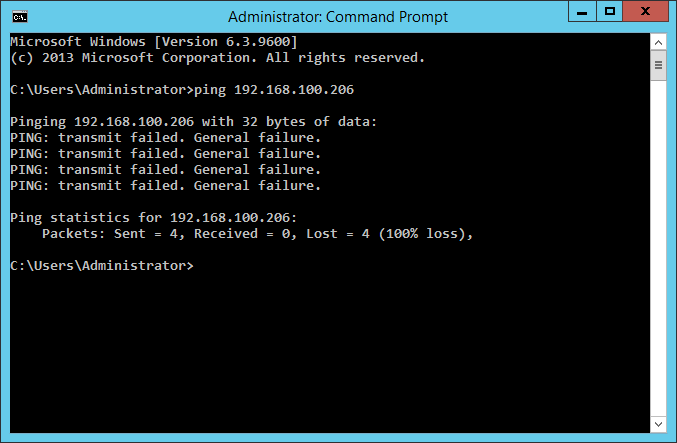 Administrator: Command Prompt
Microsoft Windows [Version 6.3.9600]
(c) 2013 Microsoft Corporation. All rights reserved.
C:\Users\Administrator>ping 192.168.100.206
Pinging 192.168.100.206 with 32 bytes of data:
PING: transmit failed. General failure.
PING: transmit failed. General failure.
PING: transmit failed. General failure.
PING: transmit failed. General failure.
Ping statistics for 192.168.100.206:
    Packets: Sent = 4, Received = 0, Lost = 4 (100% loss),
C:\Users\Administrator>